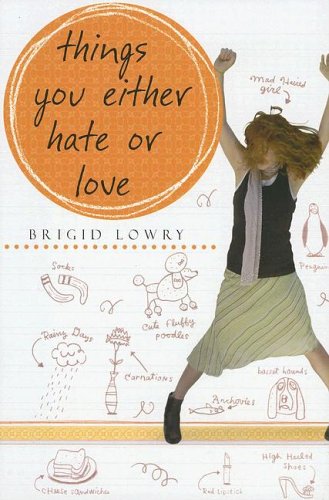 things
you either
hate or
love
BRIGID LOWRY
mad Haired
girl
Penguin
Socks
Cute Fluffy
poodles
Rainy Days
Carnations
basset hounds
Anchovies
cheese sandwiches
Red Lipstick
High Heeled
Shoes